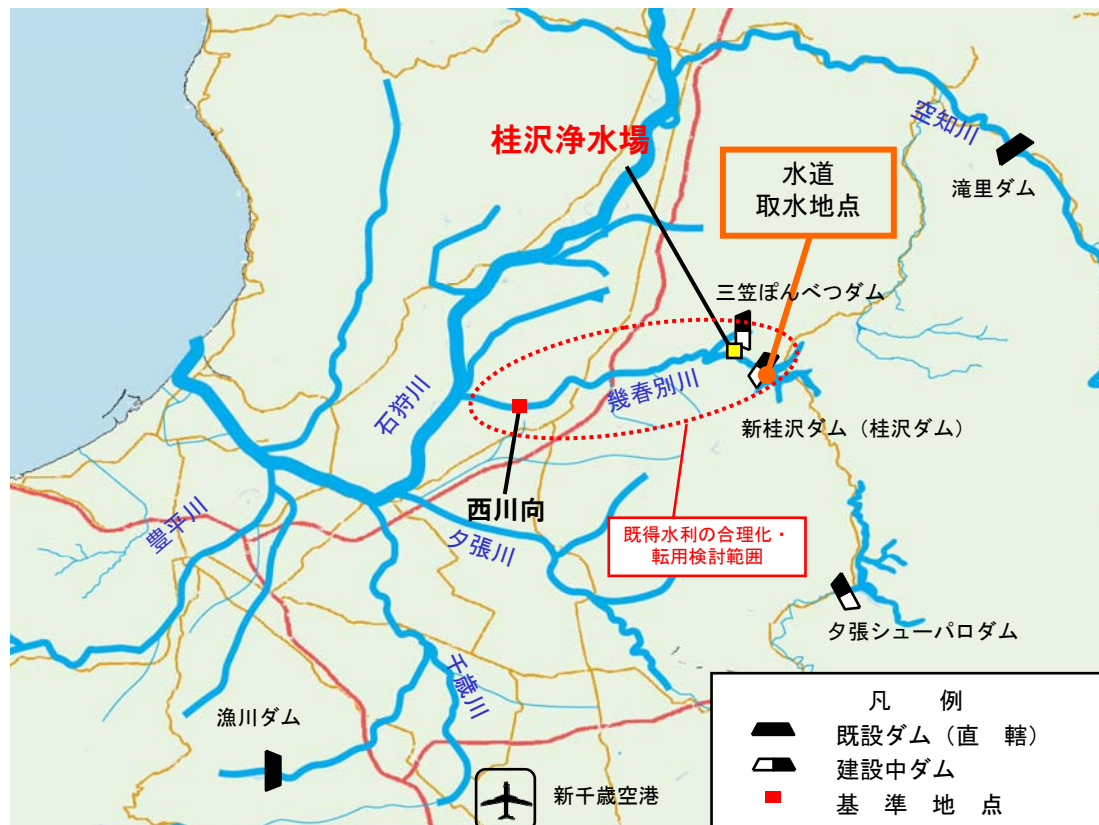 空知川
桂沢浄水場
水道
取水地点
滝里ダム
三笠ぽんべつダム
幾春別川
石狩川
新桂沢ダム（桂沢ダム）
西川向
豊平川
夕張川
既得水利の合理化・
転用検討範囲
夕張シューパロダム
千歳川
漁川ダム
新千歳空港
凡　例
既設ダム（直　轄）
建設中ダム
基　準　地　点